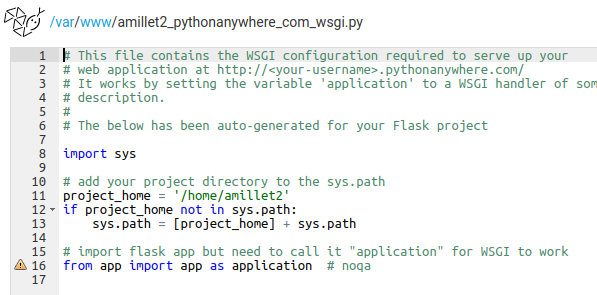 /var/www/amillet2_pythonanywhere_com_wsgi.py
1 # This file contains the WSGI configuration required to serve up your
2 # web application at http://<your-username>.pythonanywhere.com/
3 # It works by setting the variable 'application' to a WSGI handler of som
4 # description.
5 #
6 # The below has been auto-generated for your Flask project
7
8 import sys
9
10 # add your project directory to the sys.path
11 project_home = '/home/amillet2'
12 if project_home not in sys.path:
13     sys.path = [project_home] + sys.path
14
15 # import flask app but need to call it "application" for WSGI to work
16 from app import app as application  # noqa
17